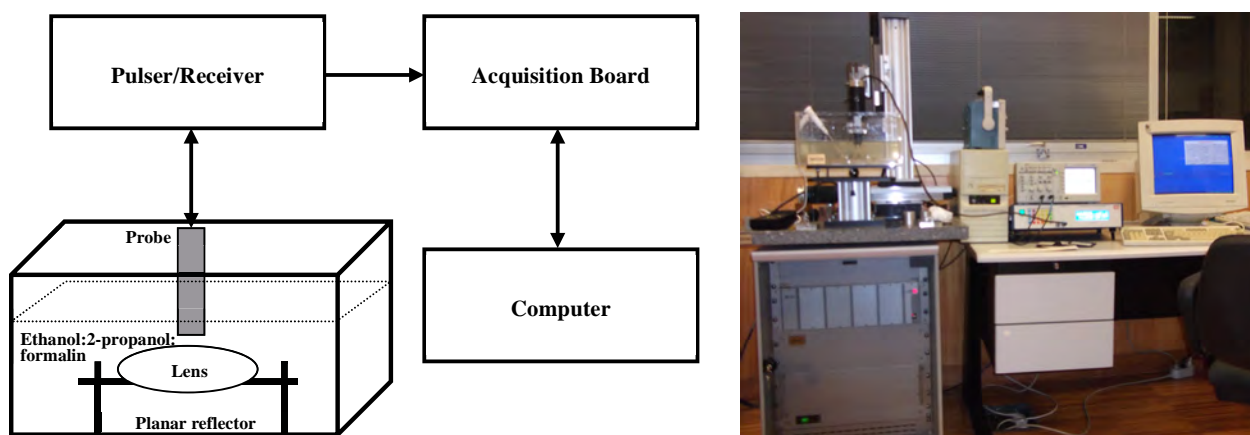 Pulser/Receiver
Acquisition Board
Probe
Ethanol:2-propanol:
formalin
Lens
Computer
Planar reflector